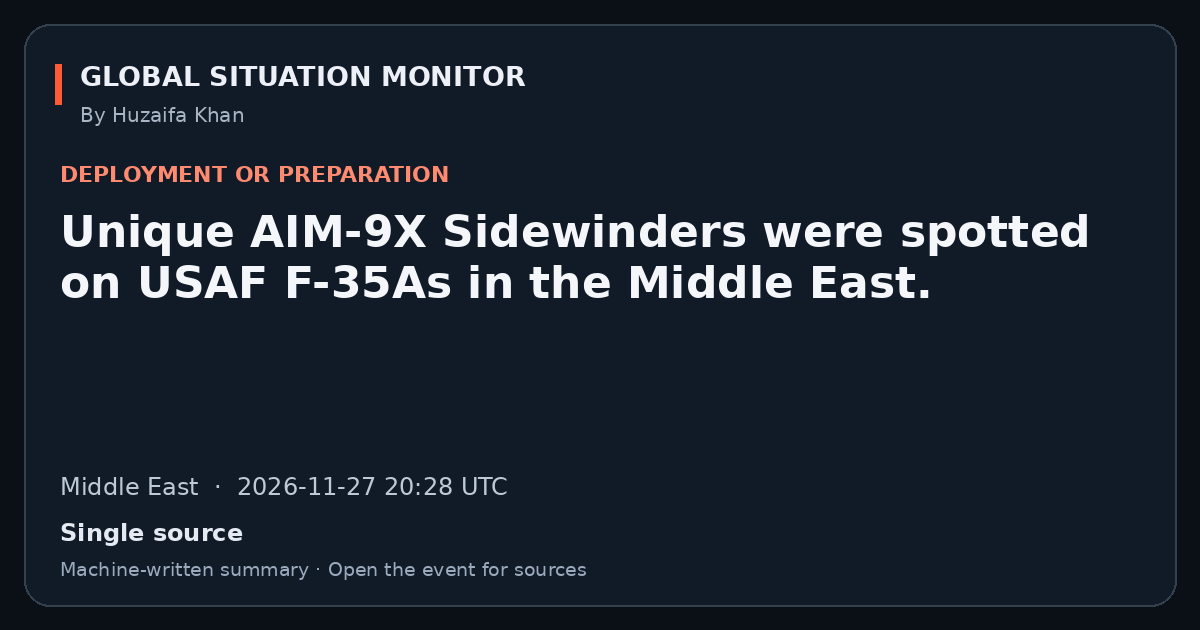 GLOBAL SITUATION MONITOR
By Huzaifa Khan
DEPLOYMENT OR PREPARATION
Unique AIM-9X Sidewinders were spotted
on USAF F-35As in the Middle East.
Middle East · 2026-11-27 20:28 UTC
Single source
Machine-written summary · Open the event for sources